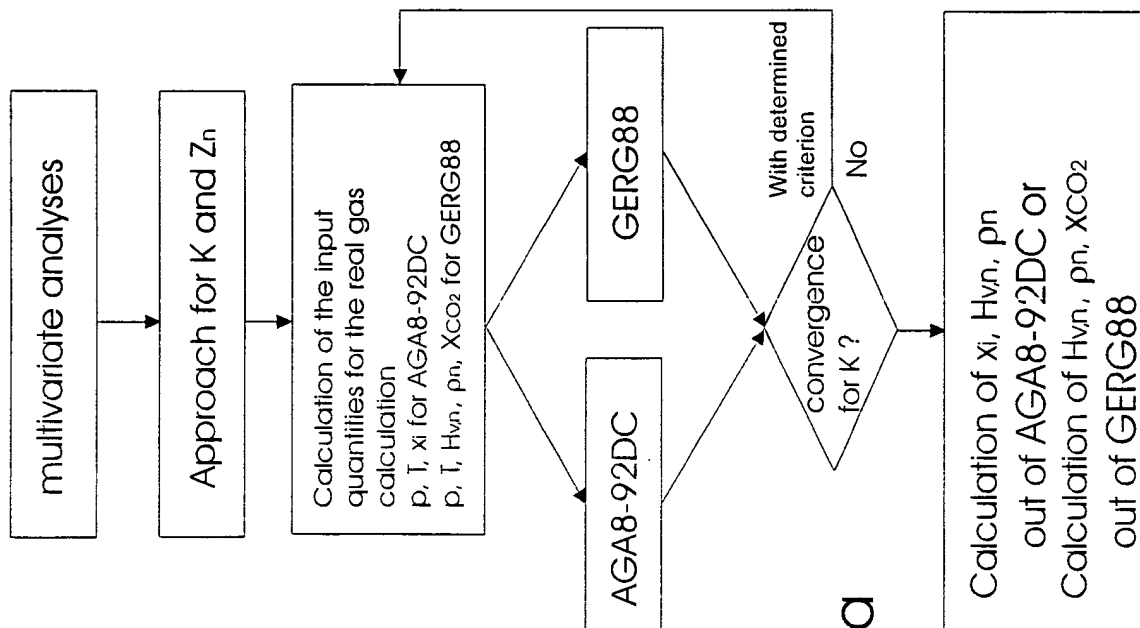 multivariate analyses
Approach for K and Zn
Calculation of the input
quantities for the real gas
calculation
p, T, xi for AGA8-92DC
p, T, Hv,n, ρn, XCO2 for GERG88
AGA8-92DC
GERG88
convergence
for K ?
With determined
criterion
No
a
Calculation of xi, Hv,n, ρn
out of AGA8-92DC or
Calculation of Hv,n, ρn, XCO2
out of GERG88